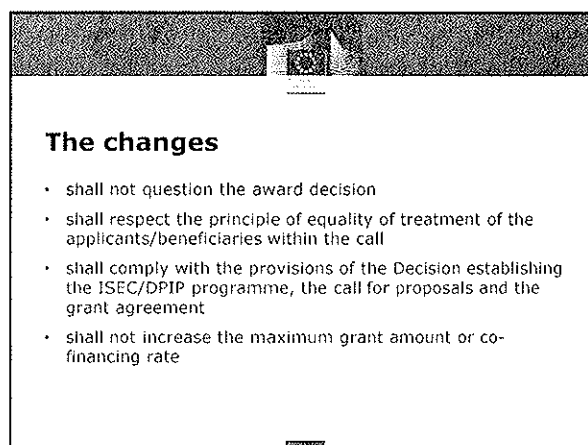 The changes
• shall not question the award decision
• shall respect the principle of equality of treatment of the
applicants/beneficiaries within the call
• shall comply with the provisions of the Decision establishing
the ISEC/DPIP programme, the call for proposals and the
grant agreement
• shall not increase the maximum grant amount or co-
financing rate